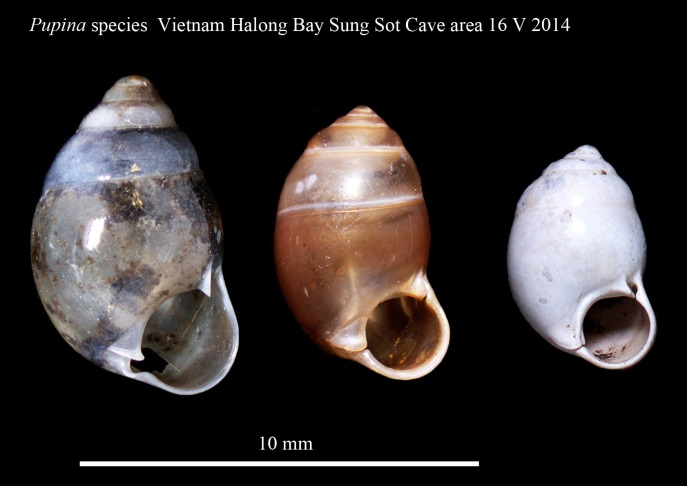 Pupina species Vietnam Halong Bay Sung Sot Cave area 16 V 2014
10 mm